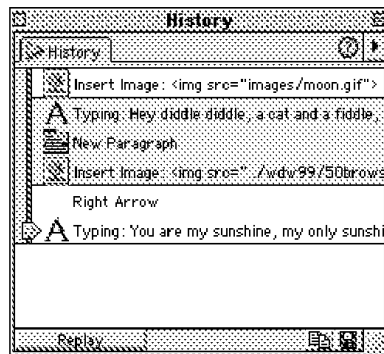 History
History
Insert Image: <img src="images/moon.gif">
Typing: Hey diddle diddle, a cat and a fiddle,
New Paragraph
Insert Image: <img src="../wdw99/50brows
Right Arrow
Typing: You are my sunshine, my only sunshi
Replay